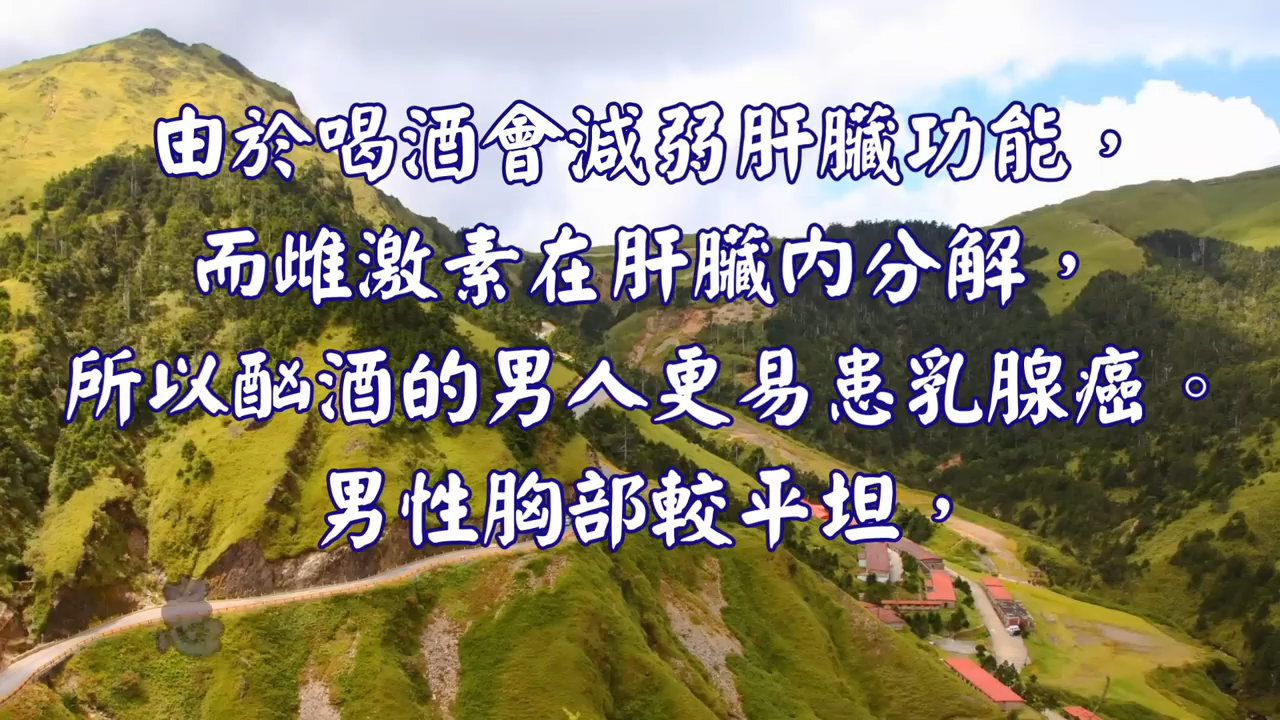 由於喝酒會減弱肝臟功能，
而雌激素在肝臟內分解，
所以酗酒的男人更易患乳腺癌。
男性胸部較平坦，